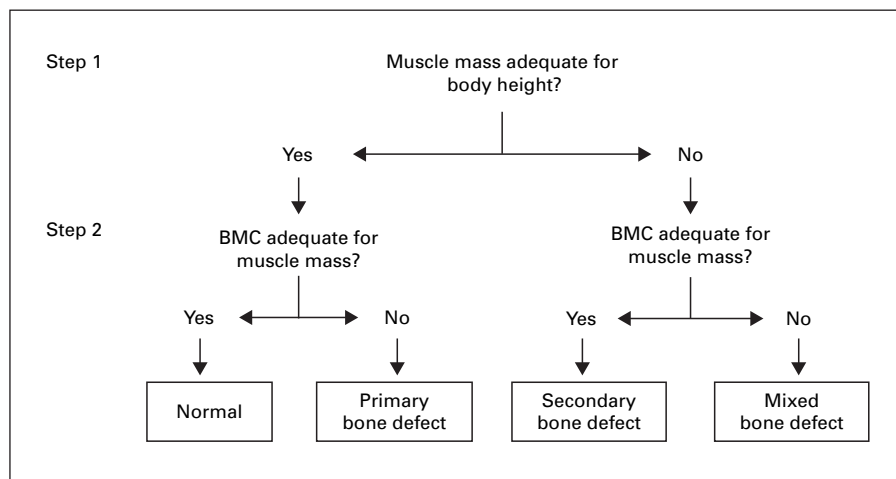 Step 1
Muscle mass adequate for
body height?
Yes
No
Step 2
BMC adequate for
muscle mass?
BMC adequate for
muscle mass?
Yes
No
Yes
No
Normal
Primary
bone defect
Secondary
bone defect
Mixed
bone defect